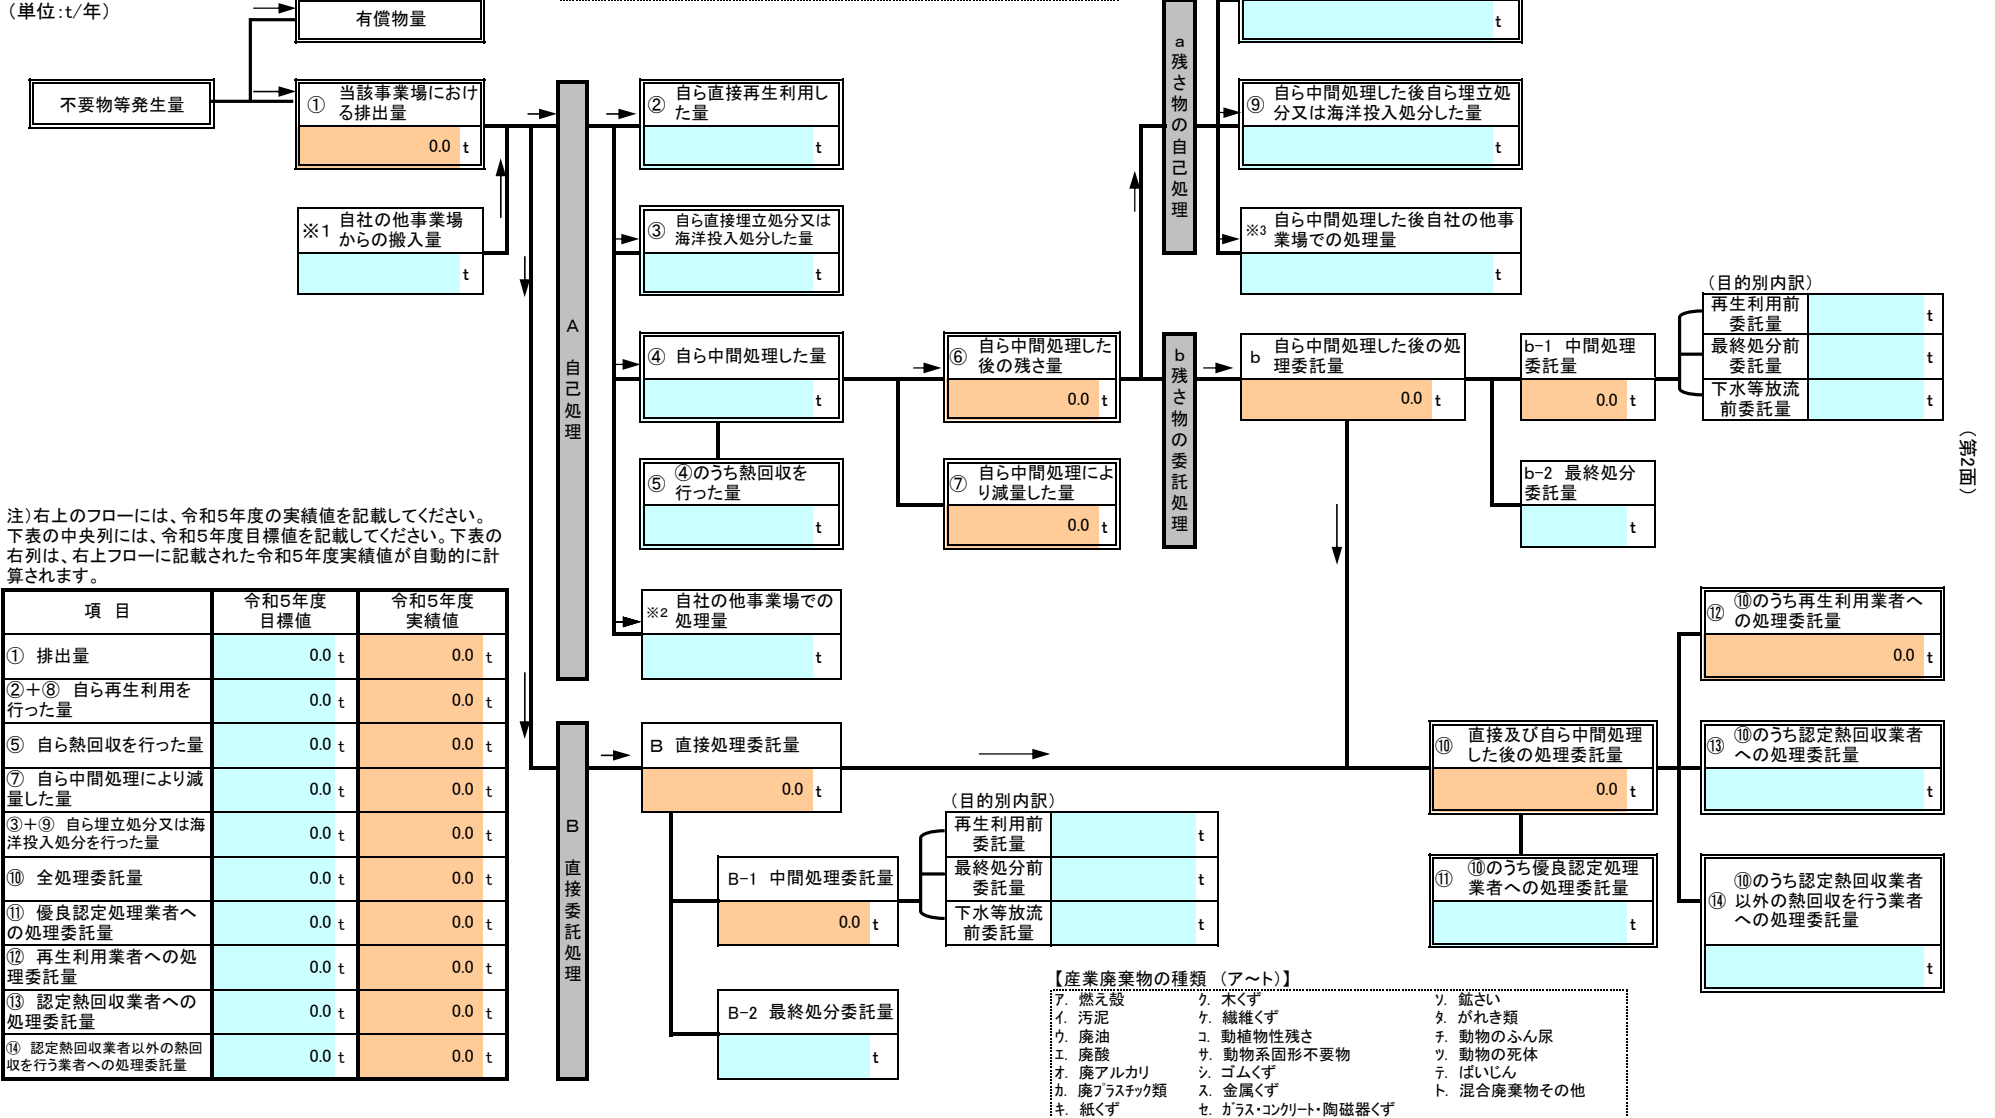 （単位:t/年）
有償物量
不要物等発生量
①
当該事業場におけ
る排出量
0.0 t
※1
自社の他事業場
からの搬入量
t
A
自己処理
②
自ら直接再生利用し
た量
t
③
自ら直接埋立処分又は
海洋投入処分した量
t
④ 自ら中間処理した量
t
⑤
④のうち熱回収を
行った量
t
※2
自社の他事業場での
処理量
t
⑥
自ら中間処理した
後の残さ量
0.0 t
⑦
自ら中間処理によ
り減量した量
0.0 t
a
残さ物の自己処理
t
⑨
自ら中間処理した後自ら埋立処
分又は海洋投入処分した量
t
※3
自ら中間処理した後自社の他事
業場での処理量
t
b
残さ物の委託処理
b
自ら中間処理した後の処
理委託量
0.0 t
b-1 中間処理
委託量
0.0 t
b-2 最終処分
委託量
t
（目的別内訳）
再生利用前
委託量
t
最終処分前
委託量
t
下水等放流
前委託量
t
（第2面）
注）右上のフローには、令和5年度の実績値を記載してください。
下表の中央列には、令和5年度目標値を記載してください。下表の
右列は、右上フローに記載された令和5年度実績値が自動的に計
算されます。
項 目
令和5年度
目標値
令和5年度
実績値
① 排出量
0.0 t
0.0 t
②＋⑧ 自ら再生利用を
行った量
0.0 t
0.0 t
⑤ 自ら熱回収を行った量
0.0 t
0.0 t
⑦ 自ら中間処理により減
量した量
0.0 t
0.0 t
③＋⑨ 自ら埋立処分又は海
洋投入処分を行った量
0.0 t
0.0 t
⑩ 全処理委託量
0.0 t
0.0 t
⑪ 優良認定処理業者へ
の処理委託量
0.0 t
0.0 t
⑫ 再生利用業者への処
理委託量
0.0 t
0.0 t
⑬ 認定熱回収業者への
処理委託量
0.0 t
0.0 t
⑭ 認定熱回収業者以外の熱回
収を行う業者への処理委託量
0.0 t
0.0 t
B
直接委託処理
B 直接処理委託量
0.0 t
B-1 中間処理委託量
0.0 t
B-2 最終処分委託量
t
（目的別内訳）
再生利用前
委託量
t
最終処分前
委託量
t
下水等放流
前委託量
t
⑩
直接及び自ら中間処理
した後の処理委託量
0.0 t
⑪
⑩のうち優良認定処理
業者への処理委託量
t
⑫
⑩のうち再生利用業者へ
の処理委託量
0.0 t
⑬
⑩のうち認定熱回収業者
への処理委託量
t
⑭
⑩のうち認定熱回収業者
以外の熱回収を行う業者
への処理委託量
t
【産業廃棄物の種類 （ア～ト）】
ｱ. 燃え殻
ｲ. 汚泥
ｳ. 廃油
ｴ. 廃酸
ｵ. 廃アルカリ
ｶ. 廃ﾌﾟﾗｽﾁｯｸ類
ｷ. 紙くず
ｸ. 木くず
ｹ. 繊維くず
ｺ. 動植物性残さ
ｻ. 動物系固形不要物
ｼ. ゴムくず
ｽ. 金属くず
ｾ. ｶﾞﾗｽ･ｺﾝｸﾘｰﾄ･陶磁器くず
ｿ. 鉱さい
ﾀ. がれき類
ﾁ. 動物のふん尿
ﾂ. 動物の死体
ﾃ. ばいじん
ﾄ. 混合廃棄物その他